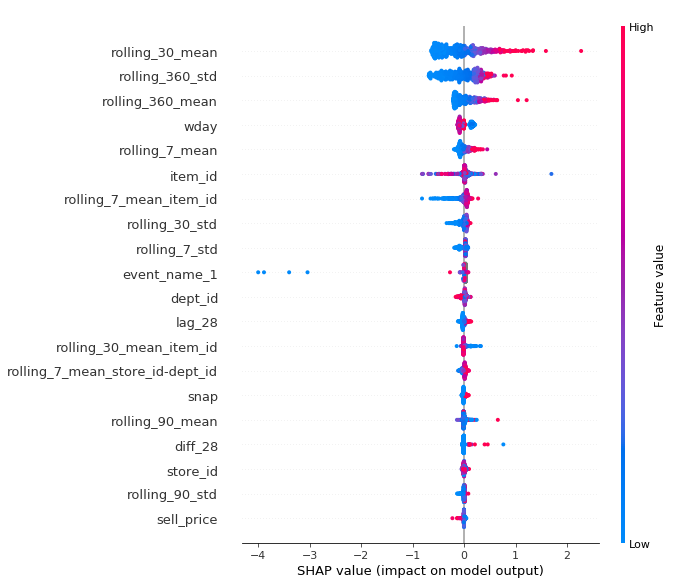 High
rolling_30_mean
rolling_360_std
rolling_360_mean
wday
rolling_7_mean
item_id
rolling_7_mean_item_id
rolling_30_std
rolling_7_std
event_name_1
dept_id
lag_28
rolling_30_mean_item_id
rolling_7_mean_store_id-dept_id
snap
rolling_90_mean
diff_28
store_id
rolling_90_std
sell_price
Feature value
Low
−4 −3 −2 −1 0 1 2
SHAP value (impact on model output)